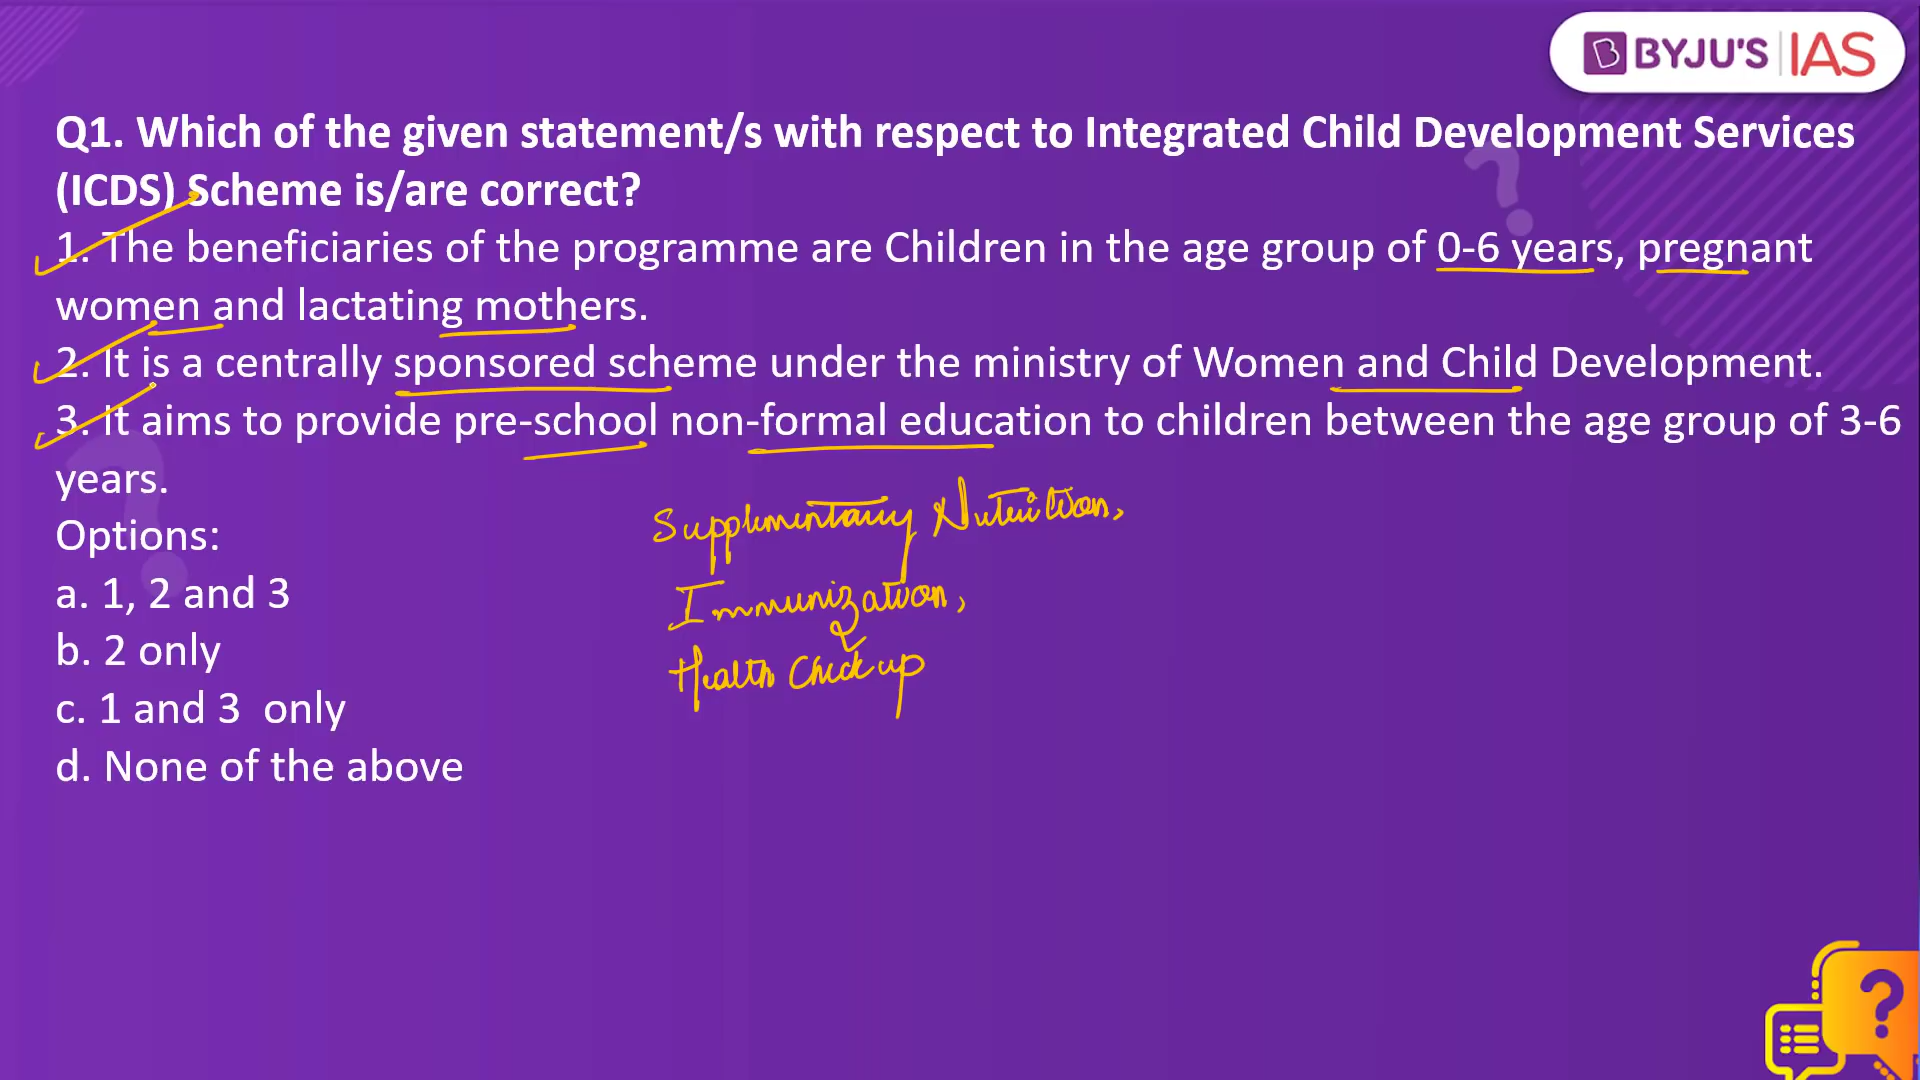 BYJU'S IAS
Q1. Which of the given statement/s with respect to Integrated Child Development Services
(ICDS) Scheme is/are correct?
1. The beneficiaries of the programme are Children in the age group of 0-6 years, pregnant
women and lactating mothers.
2. It is a centrally sponsored scheme under the ministry of Women and Child Development.
3. It aims to provide pre-school non-formal education to children between the age group of 3-6
years.
Supplimentary Nutrition,
Options:
a. 1, 2 and 3
Immunization,
b. 2 only
Health Check up
c. 1 and 3 only
d. None of the above